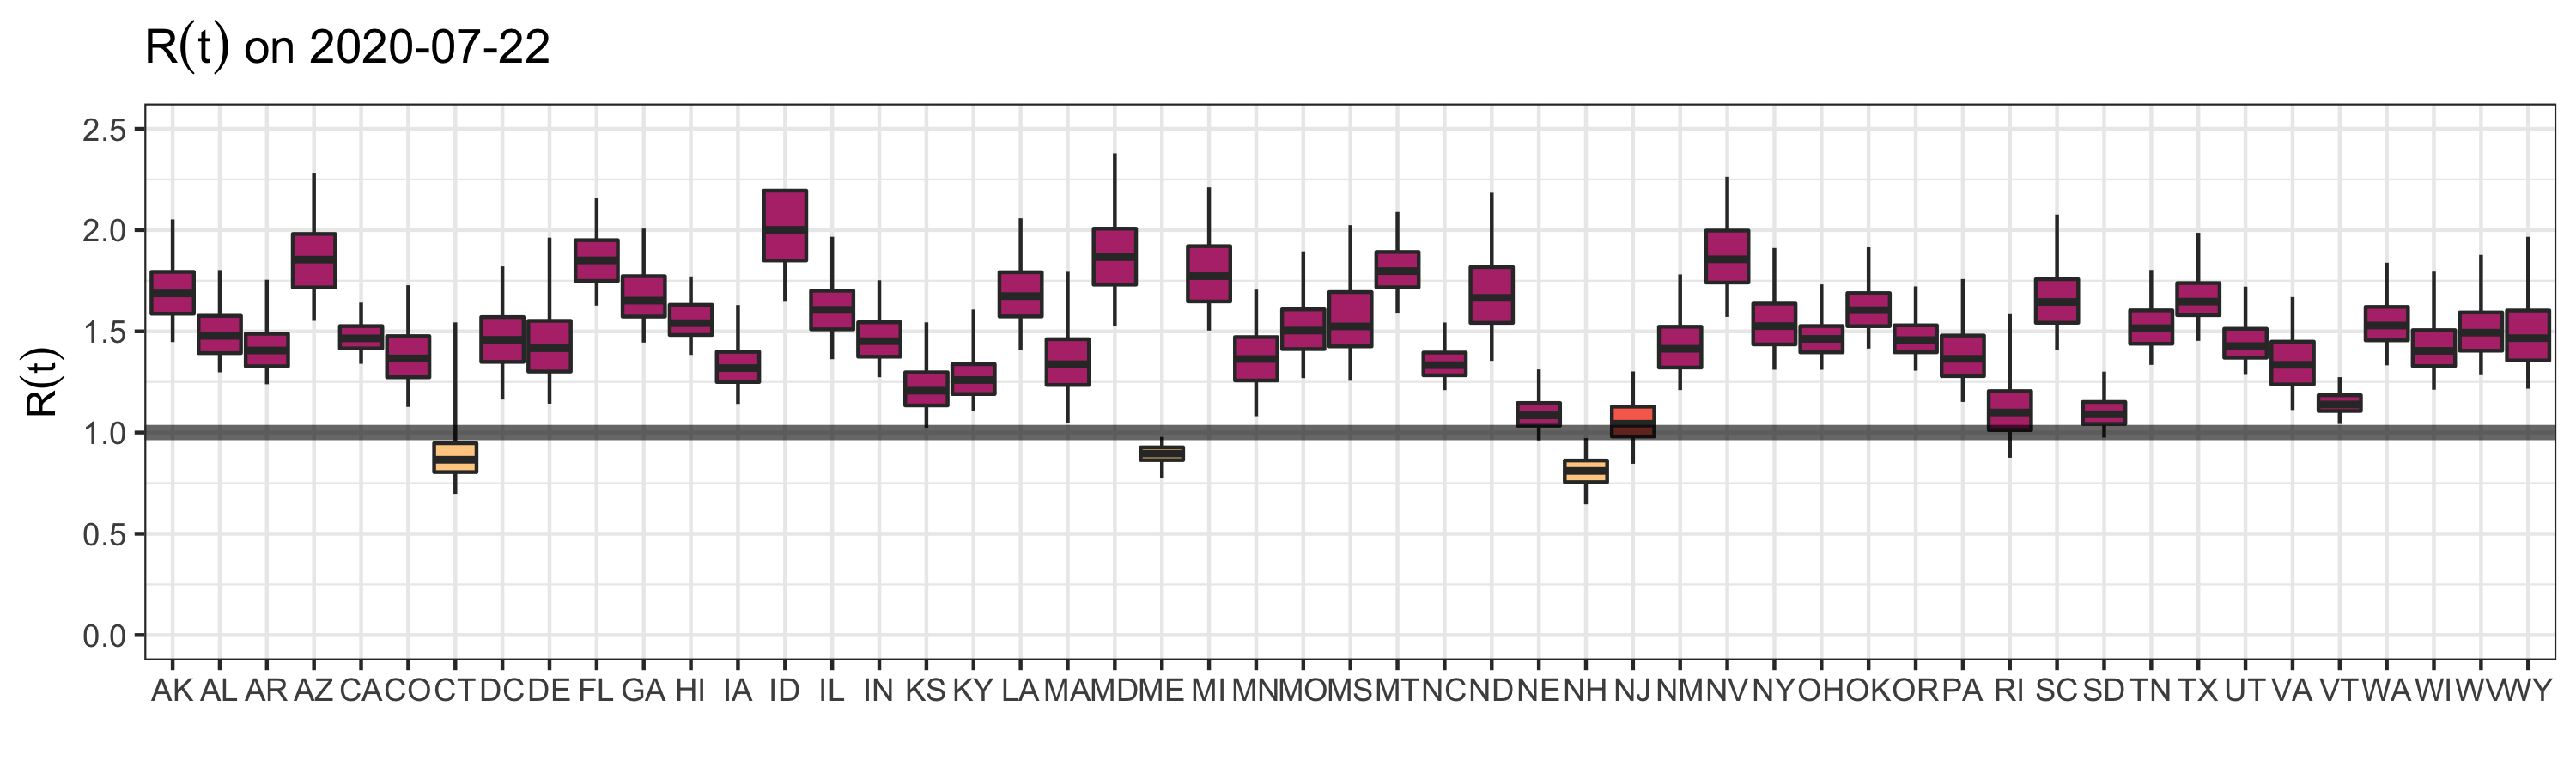 R(t) on 2020-07-22
R(t)
2.5
2.0
1.5
1.0
0.5
0.0
AK AL AR AZ CA CO CT DC DE FL GA HI IA ID IL IN KS KY LA MA MD ME MI MN MO MS MT NC ND NE NH NJ NM NV NY OH OK OR PA RI SC SD TN TX UT VA VT WA WI WV WY